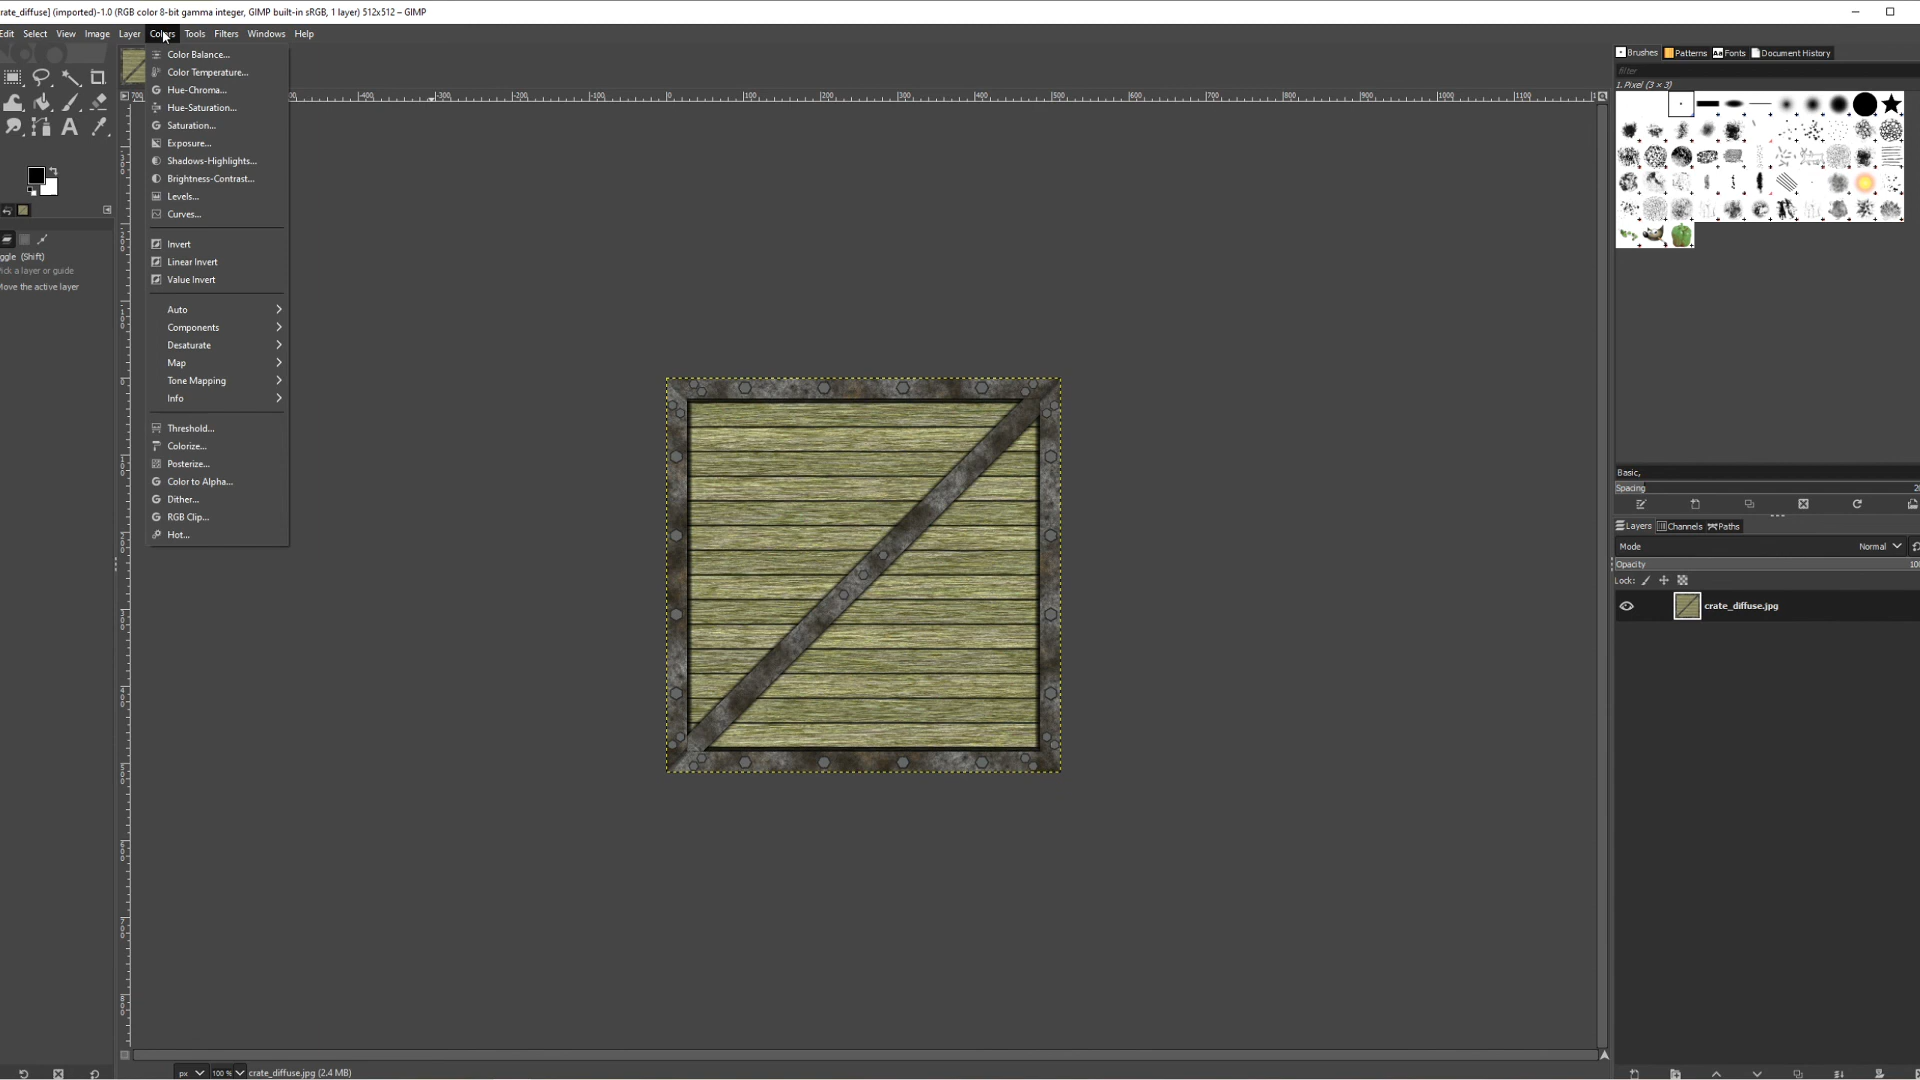 rate_diffuse] (imported)-1.0 (RGB color 8-bit gamma integer, GIMP built-in sRGB, 1 layer) 512x512 – GIMP
Edit Select View Image Layer Colors Tools Filters Windows Help
Color Balance...
Color Temperature...
Hue-Chroma...
Hue-Saturation...
Saturation...
Exposure...
Shadows-Highlights...
Brightness-Contrast...
Levels...
Curves...
Invert
Linear Invert
Value Invert
Auto
Components
Desaturate
Map
Tone Mapping
Info
Threshold...
Colorize...
Posterize...
Color to Alpha...
Dither...
RGB Clip...
Hot...
ggle (Shift)
Pick a layer or guide
Move the active layer
Brushes Patterns Fonts Document History
filter
1. Pixel (3 × 3)
Basic,
Spacing
Layers Channels Paths
Mode Normal
Opacity 100
Lock:
crate_diffuse.jpg
px 100 % crate_diffuse.jpg (2.4 MB)